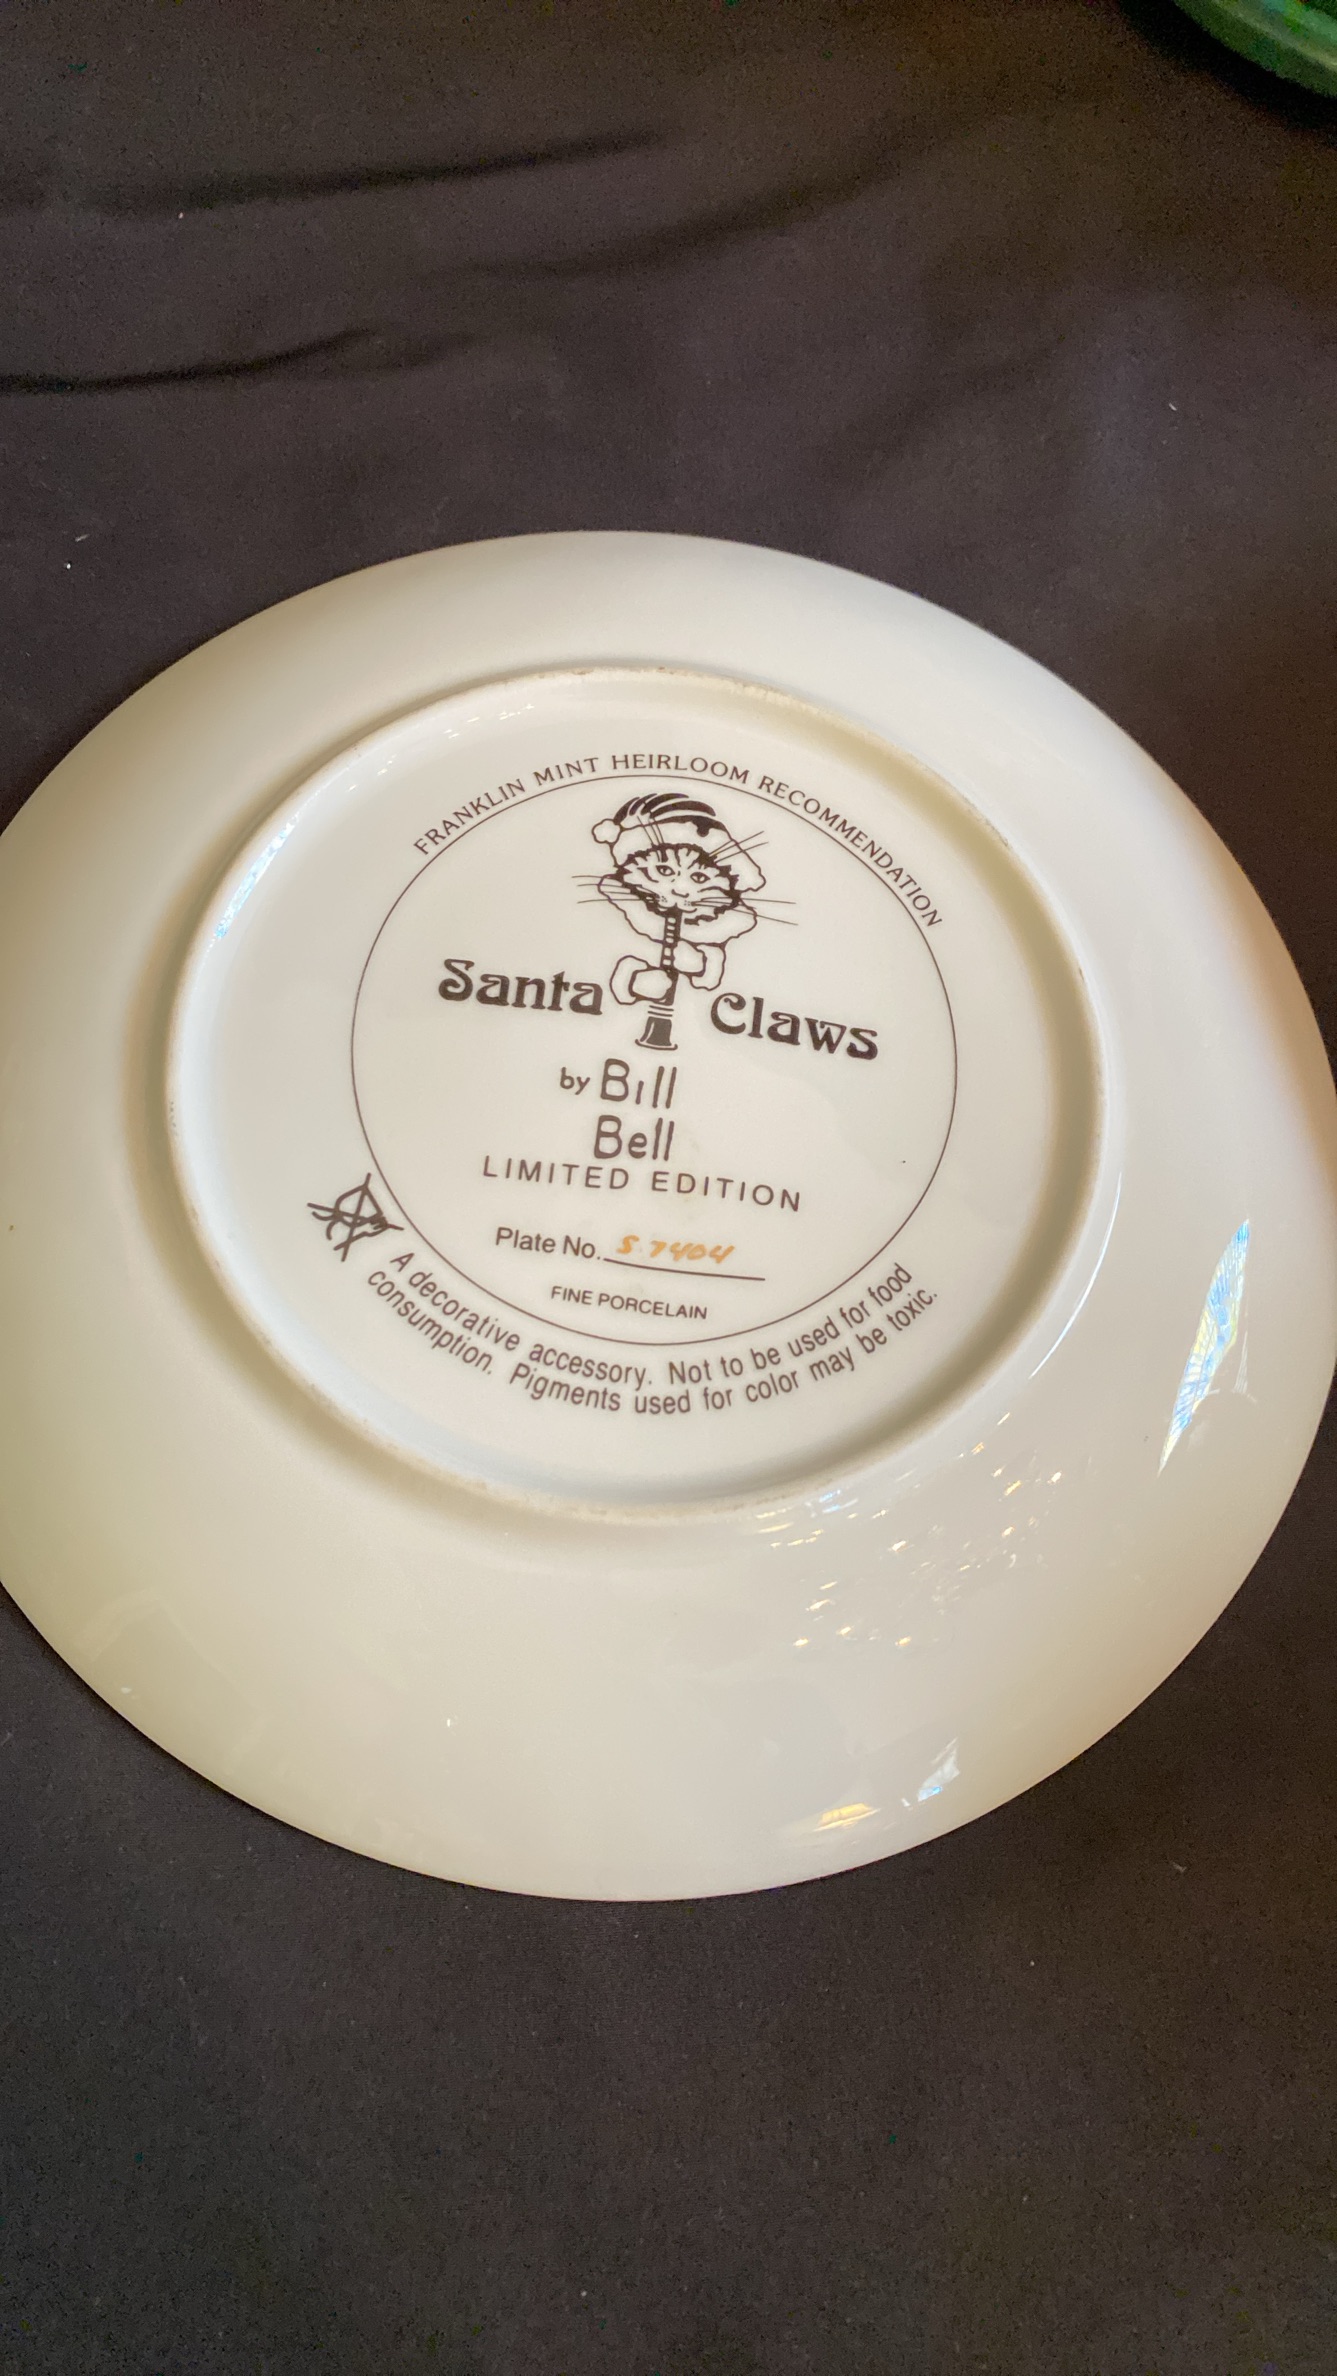 FRANKLIN MINT HEIRLOOM RECOMMENDATION
Santa Claws
by Bill
Bell
LIMITED EDITION
Plate No. S 7404
FINE PORCELAIN
A decorative accessory. Not to be used for food
consumption. Pigments used for color may be toxic.